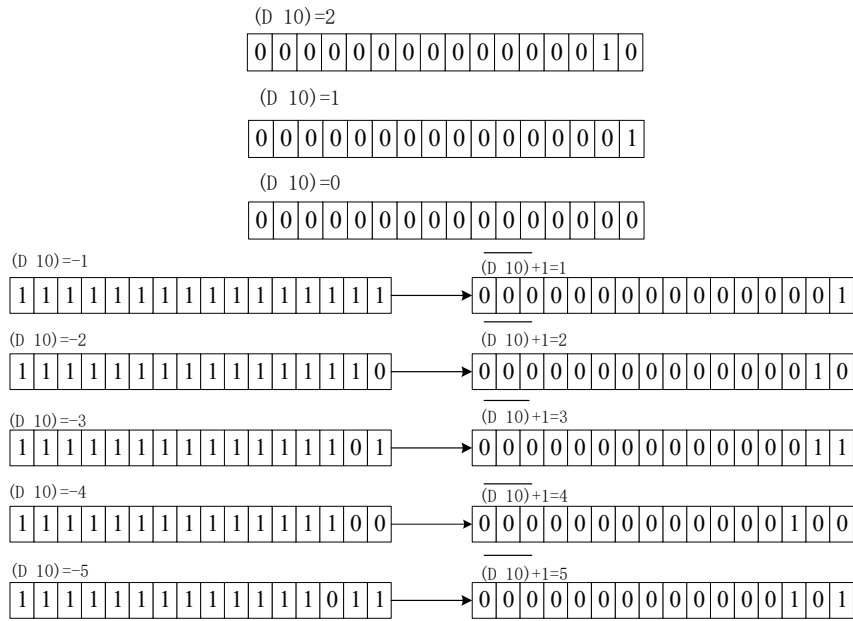 (D 10)=2
0 0 0 0 0 0 0 0 0 0 0 0 0 0 1 0
(D 10)=1
0 0 0 0 0 0 0 0 0 0 0 0 0 0 0 1
(D 10)=0
0 0 0 0 0 0 0 0 0 0 0 0 0 0 0 0
(D 10)=-1
1 1 1 1 1 1 1 1 1 1 1 1 1 1 1 1
(D 10)+1=1
0 0 0 0 0 0 0 0 0 0 0 0 0 0 0 1
(D 10)=-2
1 1 1 1 1 1 1 1 1 1 1 1 1 1 1 0
(D 10)+1=2
0 0 0 0 0 0 0 0 0 0 0 0 0 0 1 0
(D 10)=-3
1 1 1 1 1 1 1 1 1 1 1 1 1 1 0 1
(D 10)+1=3
0 0 0 0 0 0 0 0 0 0 0 0 0 0 1 1
(D 10)=-4
1 1 1 1 1 1 1 1 1 1 1 1 1 1 0 0
(D 10)+1=4
0 0 0 0 0 0 0 0 0 0 0 0 0 1 0 0
(D 10)=-5
1 1 1 1 1 1 1 1 1 1 1 1 1 0 1 1
(D 10)+1=5
0 0 0 0 0 0 0 0 0 0 0 0 0 1 0 1